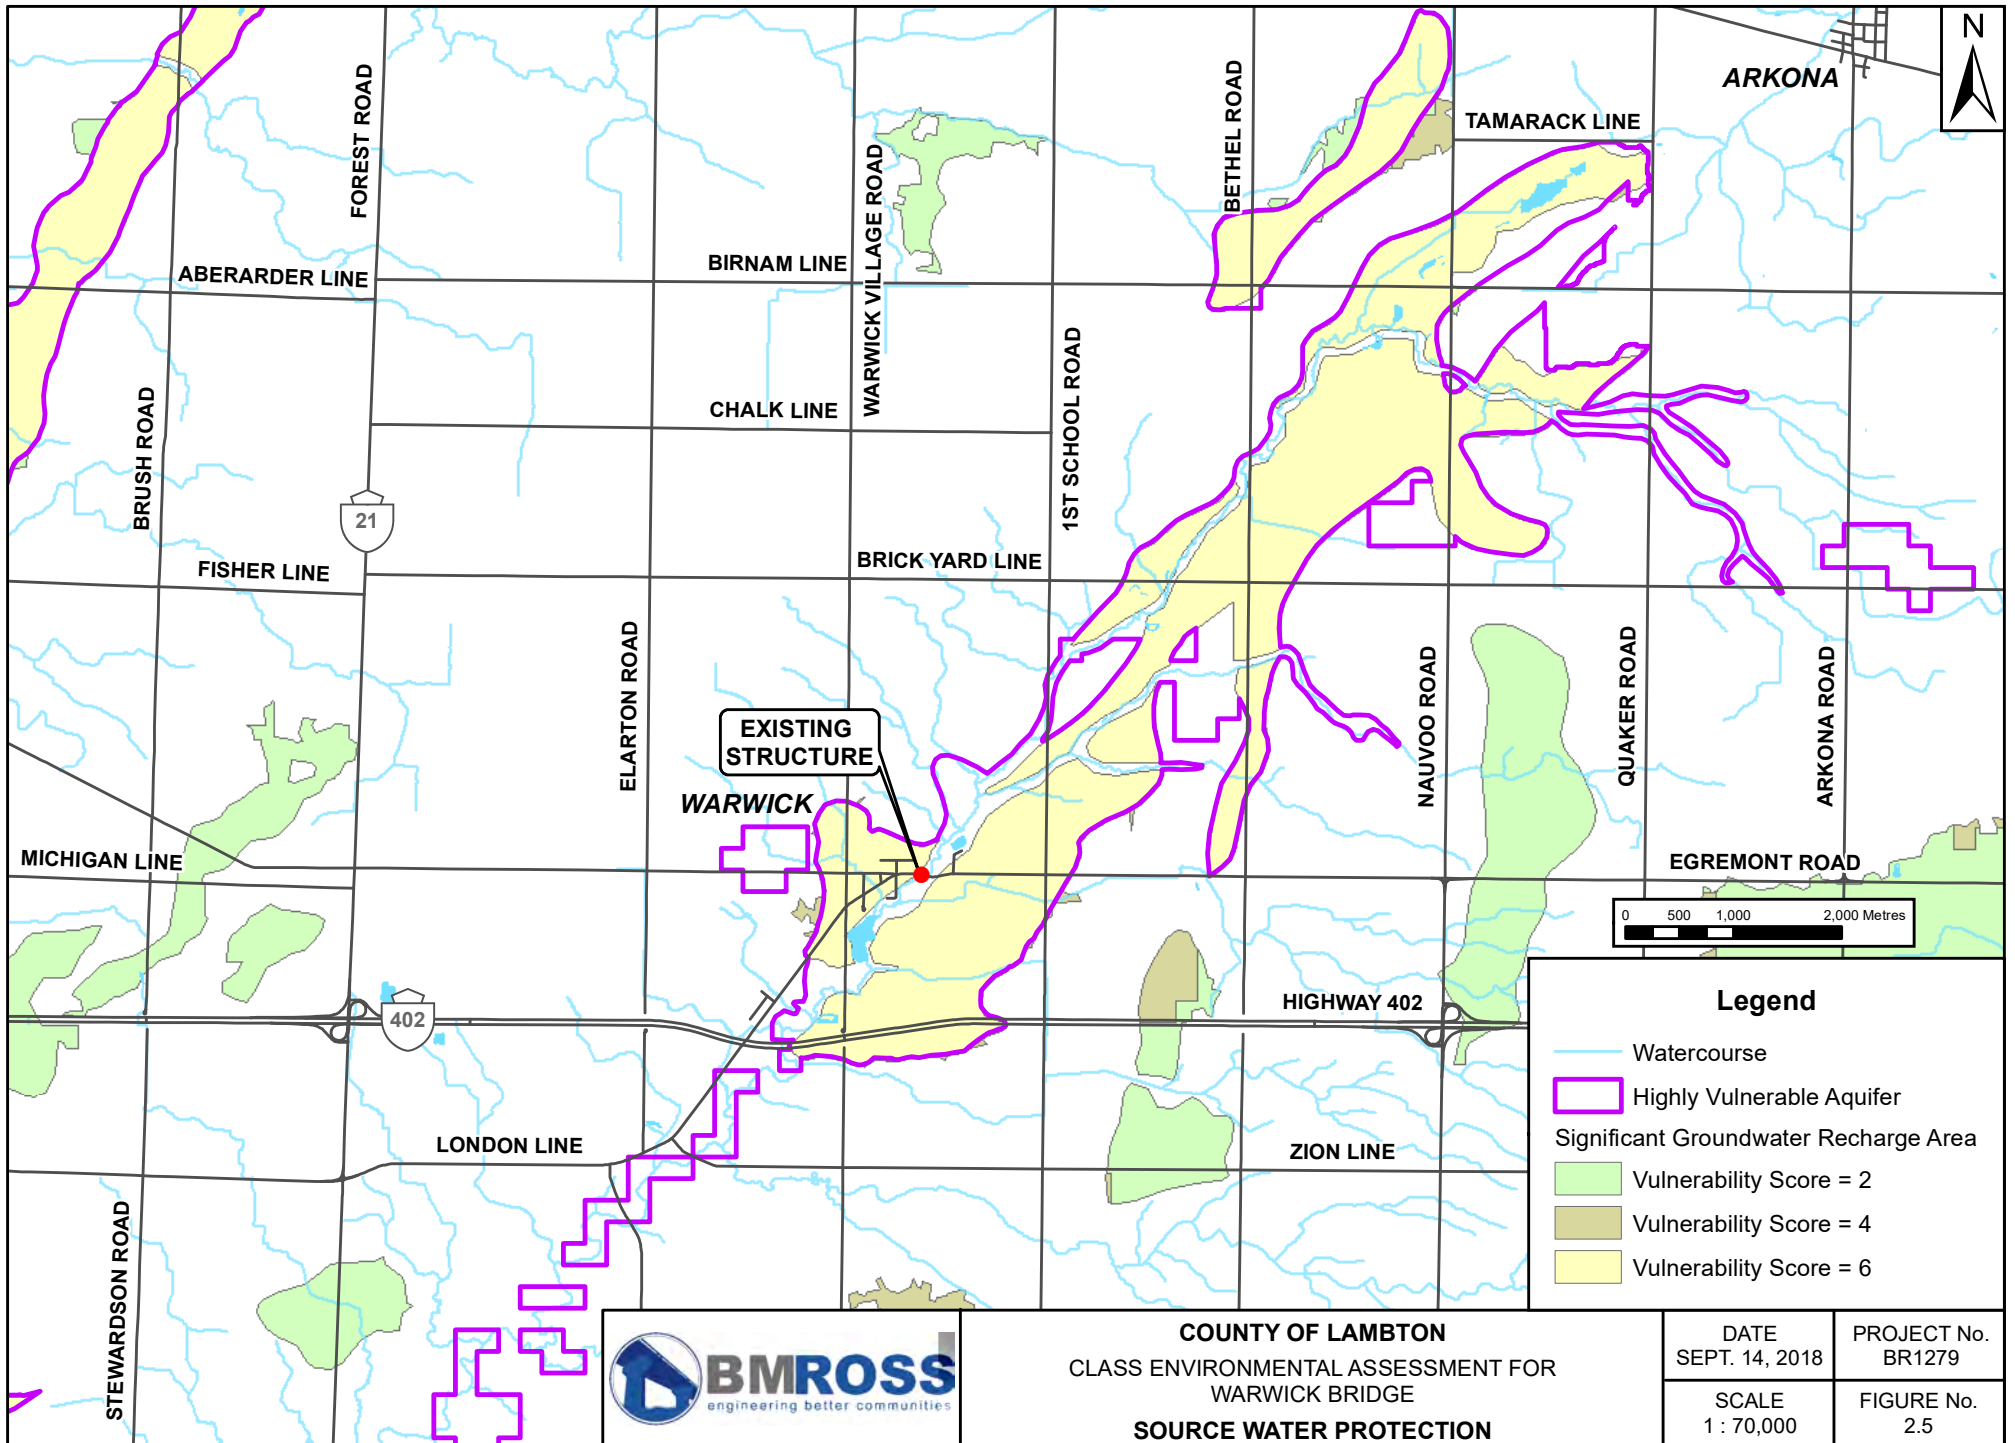 N
ARKONA
TAMARACK LINE
BETHEL ROAD
FOREST ROAD
WARWICK VILLAGE ROAD
BIRNAM LINE
ABERARDER LINE
1ST SCHOOL ROAD
BRUSH ROAD
CHALK LINE
21
BRICK YARD LINE
FISHER LINE
ELARTON ROAD
NAUVOO ROAD
QUAKER ROAD
ARKONA ROAD
EXISTING
STRUCTURE
WARWICK
MICHIGAN LINE
EGREMONT ROAD
0 500 1,000 2,000 Metres
HIGHWAY 402
402
LONDON LINE
ZION LINE
STEWARDSON ROAD
Legend
Watercourse
Highly Vulnerable Aquifer
Significant Groundwater Recharge Area
Vulnerability Score = 2
Vulnerability Score = 4
Vulnerability Score = 6
BMROSS
engineering better communities
COUNTY OF LAMBTON
CLASS ENVIRONMENTAL ASSESSMENT FOR
WARWICK BRIDGE
SOURCE WATER PROTECTION
DATE
SEPT. 14, 2018
PROJECT No.
BR1279
SCALE
1 : 70,000
FIGURE No.
2.5